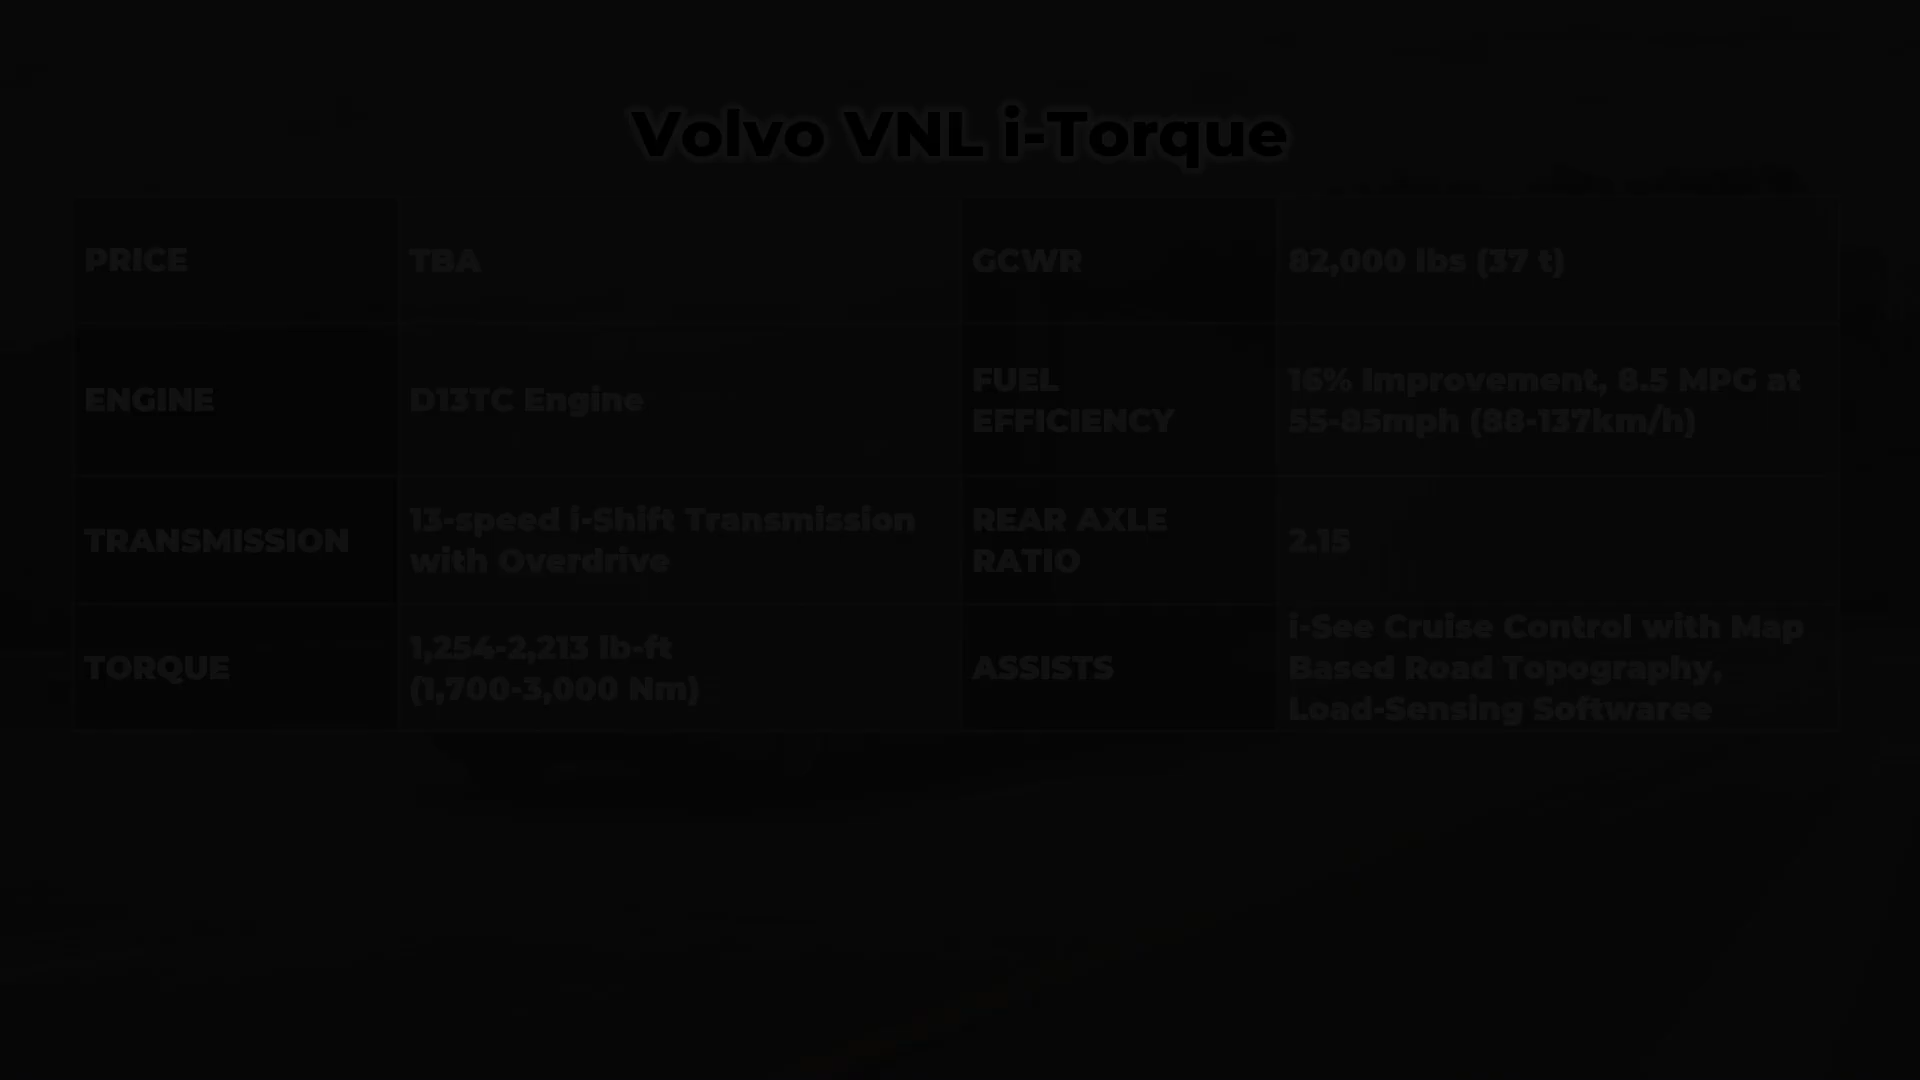 Volvo VNL i-Torque
PRICE
TBA
GCWR
82,000 lbs (37 t)
ENGINE
D13TC Engine
FUEL
EFFICIENCY
16% Improvement, 8.5 MPG at
55-85mph (88-137km/h)
TRANSMISSION
13-speed i-Shift Transmission
with Overdrive
REAR AXLE
RATIO
2.15
TORQUE
1,254-2,213 lb-ft
(1,700-3,000 Nm)
ASSISTS
i-See Cruise Control with Map
Based Road Topography,
Load-Sensing Softwaree